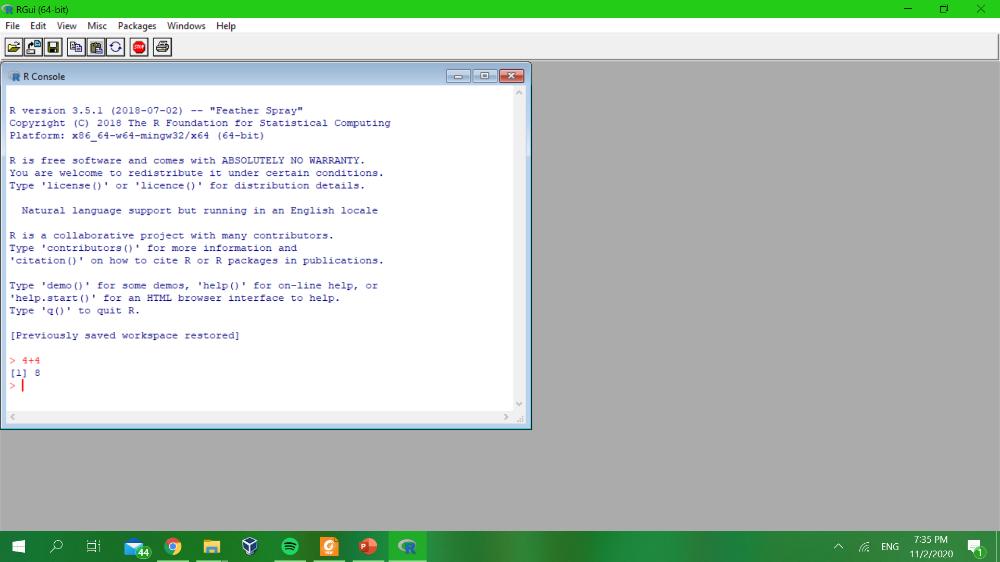 RGui (64-bit)
File Edit View Misc Packages Windows Help
STOP
R Console
R version 3.5.1 (2018-07-02) -- "Feather Spray"
Copyright (C) 2018 The R Foundation for Statistical Computing
Platform: x86_64-w64-mingw32/x64 (64-bit)
R is free software and comes with ABSOLUTELY NO WARRANTY.
You are welcome to redistribute it under certain conditions.
Type 'license()' or 'licence()' for distribution details.
Natural language support but running in an English locale
R is a collaborative project with many contributors.
Type 'contributors()' for more information and
'citation()' on how to cite R or R packages in publications.
Type 'demo()' for some demos, 'help()' for on-line help, or
'help.start()' for an HTML browser interface to help.
Type 'q()' to quit R.
[Previously saved workspace restored]
> 4+4
[1] 8
>
44
PDF
P
R
ENG
7:35 PM
11/2/2020
1